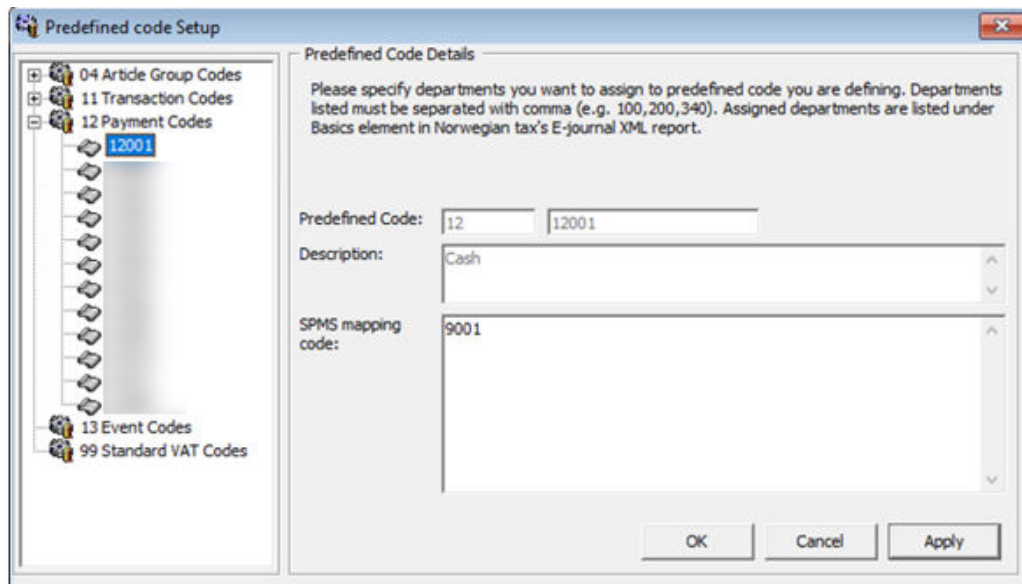 Predefined code Setup
04 Article Group Codes
11 Transaction Codes
12 Payment Codes
12001
13 Event Codes
99 Standard VAT Codes
Predefined Code Details
Please specify departments you want to assign to predefined code you are defining. Departments
listed must be separated with comma (e.g. 100,200,340). Assigned departments are listed under
Basics element in Norwegian tax's E-journal XML report.
Predefined Code: 12 12001
Description: Cash
SPMS mapping 9001
code:
OK Cancel Apply